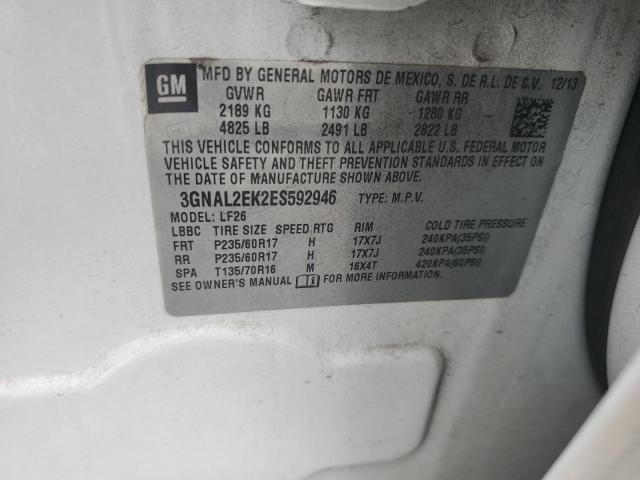 GM MFD BY GENERAL MOTORS DE MEXICO, S. DE R.L. DE C.V. 12/13
GVWR GAWR FRT GAWR RR
2189 KG 1130 KG 1280 KG
4825 LB 2491 LB 2822 LB
THIS VEHICLE CONFORMS TO ALL APPLICABLE U.S. FEDERAL MOTOR
VEHICLE SAFETY AND THEFT PREVENTION STANDARDS IN EFFECT ON
THE DATE OF MANUFACTURE SHOWN ABOVE.
3GNAL2EK2ES592946 TYPE: M.P.V.
MODEL: LF26
LBBC TIRE SIZE SPEED RTG RIM COLD TIRE PRESSURE
FRT P235/60R17 H 17X7J 240KPA(35PSI)
RR P235/60R17 H 17X7J 240KPA(35PSI)
SPA T135/70R16 M 16X4T 420KPA(60PSI)
SEE OWNER'S MANUAL FOR MORE INFORMATION.